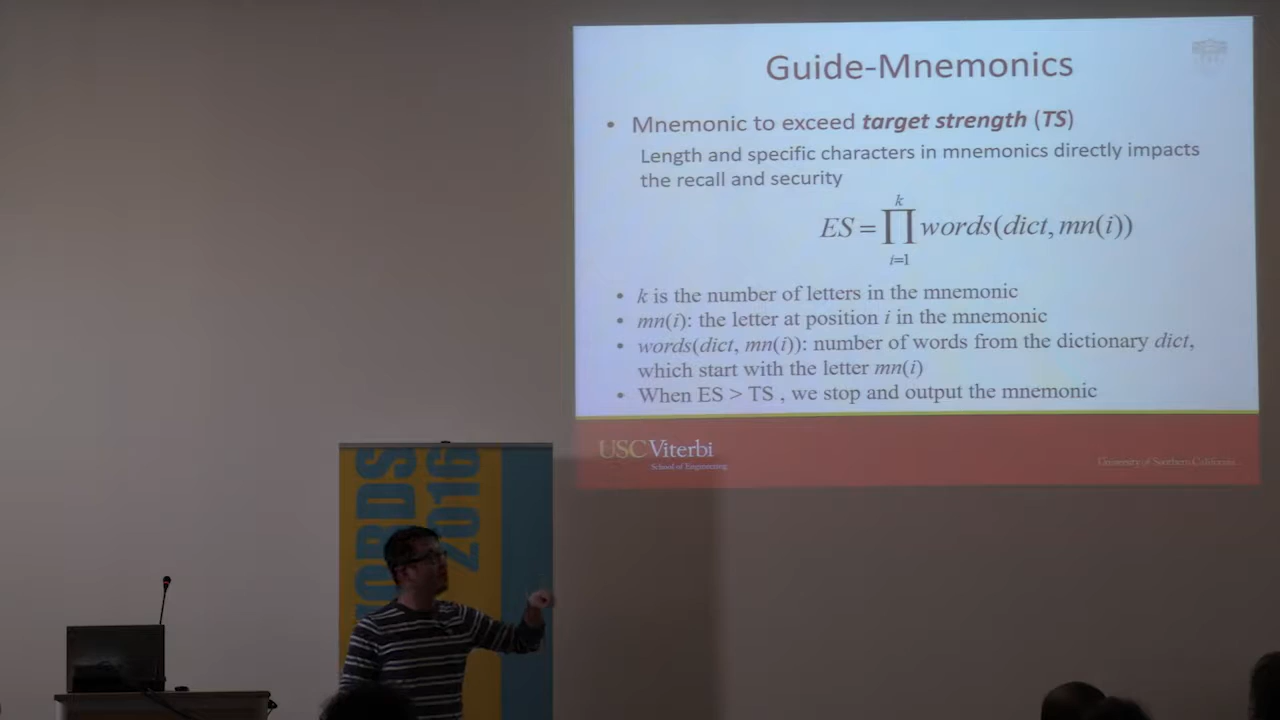 Guide-Mnemonics
• Mnemonic to exceed target strength (TS)
Length and specific characters in mnemonics directly impacts
the recall and security
k
ES = ∏ words(dict, mn(i))
i=1
• k is the number of letters in the mnemonic
• mn(i): the letter at position i in the mnemonic
• words(dict, mn(i)): number of words from the dictionary dict,
which start with the letter mn(i)
• When ES > TS , we stop and output the mnemonic
USC Viterbi
School of Engineering
University of Southern California
2016